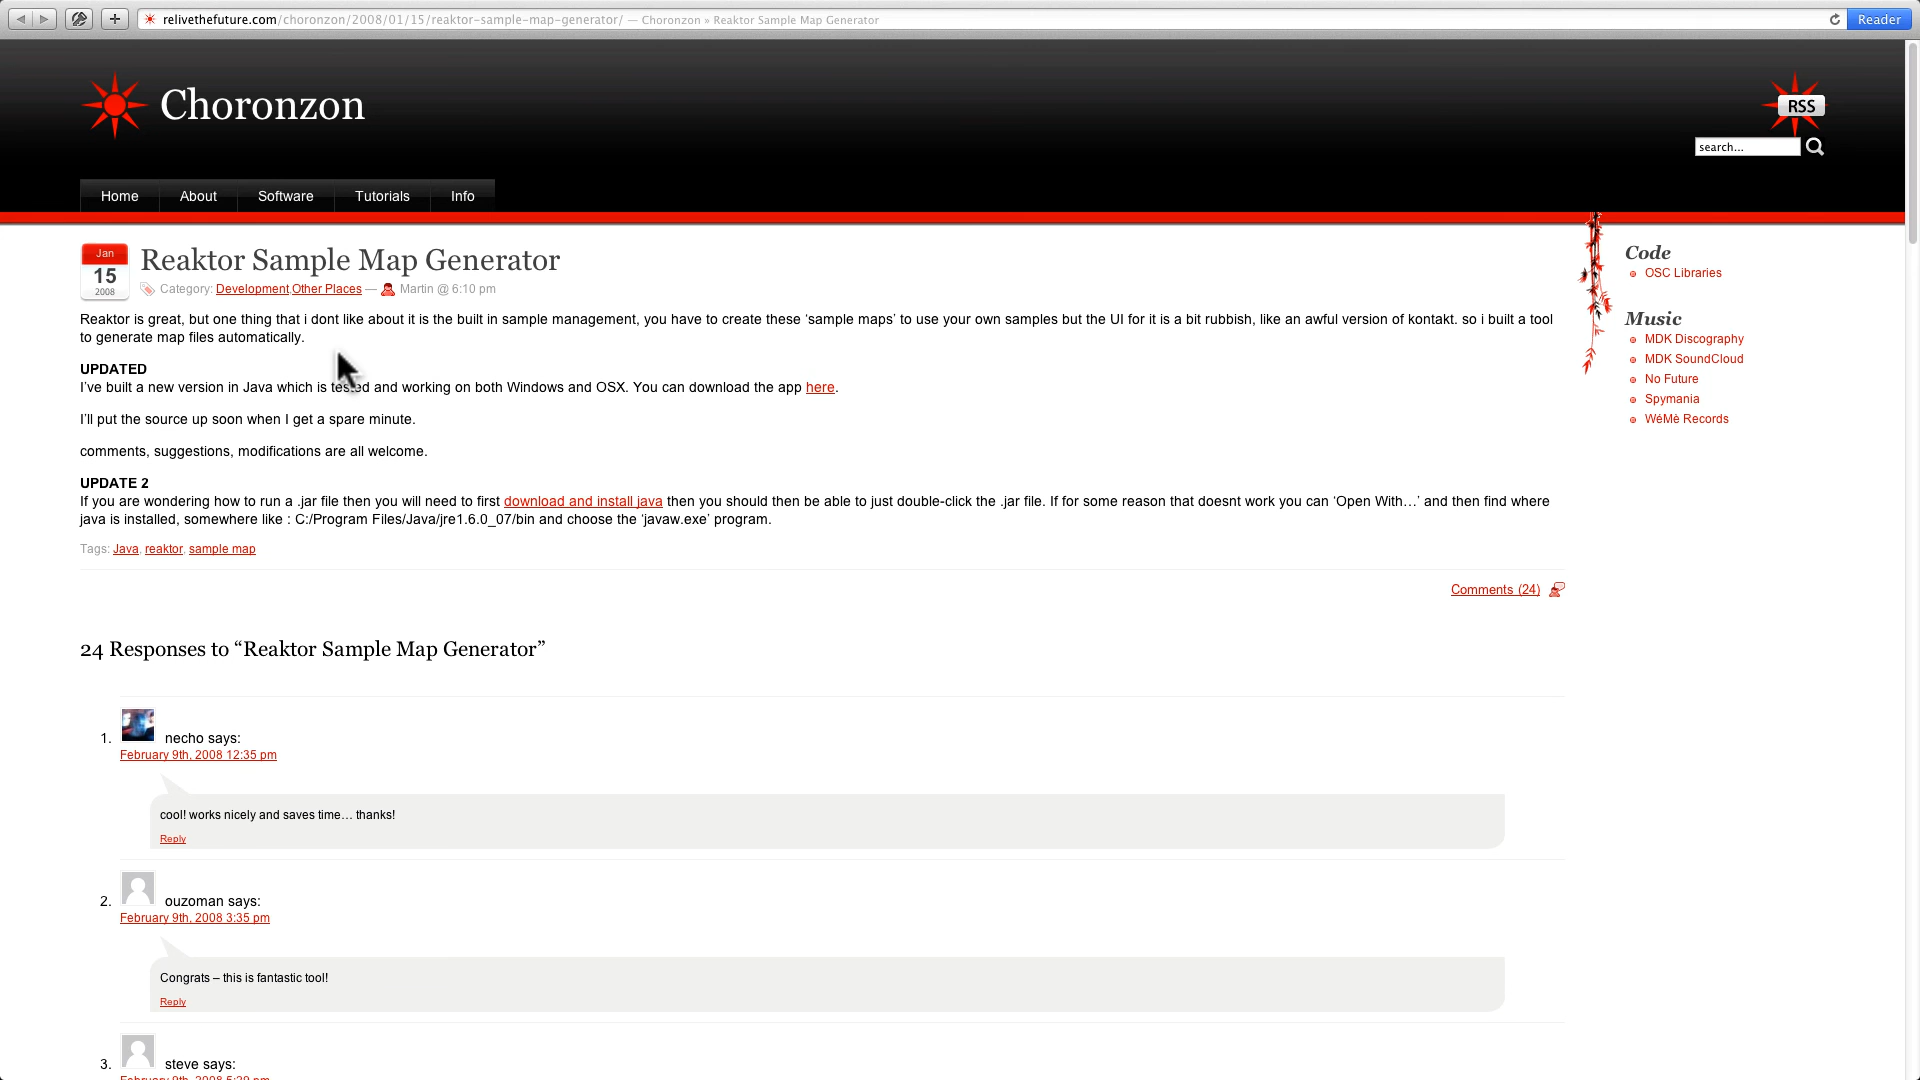 relivethefuture.com/choronzon/2008/01/15/reaktor-sample-map-generator/ — Choronzon » Reaktor Sample Map Generator
Reader
Choronzon
RSS
search...
Home
About
Software
Tutorials
Info
Jan
15
2008
Reaktor Sample Map Generator
Category: Development,Other Places — Martin @ 6:10 pm
Reaktor is great, but one thing that i dont like about it is the built in sample management, you have to create these ‘sample maps’ to use your own samples but the UI for it is a bit rubbish, like an awful version of kontakt. so i built a tool
to generate map files automatically.
UPDATED
I’ve built a new version in Java which is tested and working on both Windows and OSX. You can download the app here.
I’ll put the source up soon when I get a spare minute.
comments, suggestions, modifications are all welcome.
UPDATE 2
If you are wondering how to run a .jar file then you will need to first download and install java then you should then be able to just double-click the .jar file. If for some reason that doesnt work you can ‘Open With…’ and then find where
java is installed, somewhere like : C:/Program Files/Java/jre1.6.0_07/bin and choose the ‘javaw.exe’ program.
Tags: Java, reaktor, sample map
Comments (24)
24 Responses to “Reaktor Sample Map Generator”
1. necho says:
February 9th, 2008 12:35 pm
cool! works nicely and saves time… thanks!
Reply
2. ouzoman says:
February 9th, 2008 3:35 pm
Congrats – this is fantastic tool!
Reply
3. steve says:
February 9th, 2008 5:29 pm
Code
OSC Libraries
Music
MDK Discography
MDK SoundCloud
No Future
Spymania
WéMè Records